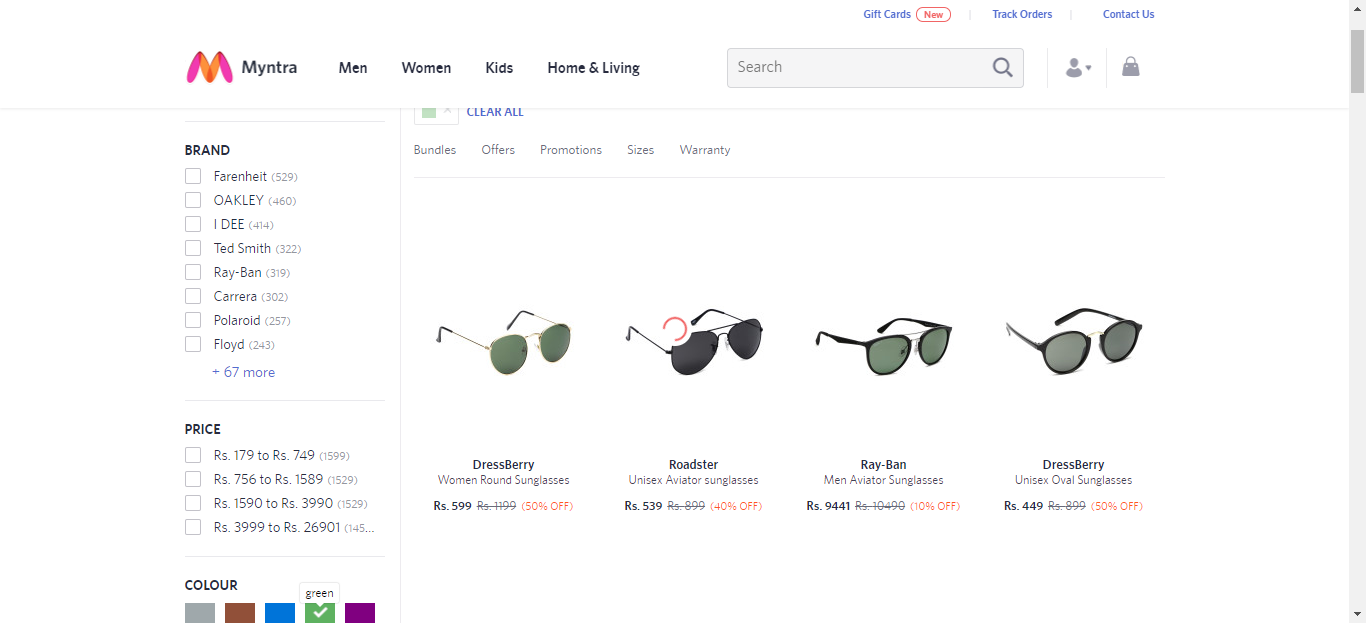 Gift Cards New Track Orders Contact Us
Myntra Men Women Kids Home & Living Search
CLEAR ALL
Bundles Offers Promotions Sizes Warranty
BRAND
Farenheit (529)
OAKLEY (460)
I DEE (414)
Ted Smith (322)
Ray-Ban (319)
Carrera (302)
Polaroid (257)
Floyd (243)
+ 67 more
PRICE
Rs. 179 to Rs. 749 (1599)
Rs. 756 to Rs. 1589 (1529)
Rs. 1590 to Rs. 3990 (1529)
Rs. 3999 to Rs. 26901 (145...
COLOUR
green
DressBerry
Women Round Sunglasses
Rs. 599 Rs. 1199 (50% OFF)
Roadster
Unisex Aviator sunglasses
Rs. 539 Rs. 899 (40% OFF)
Ray-Ban
Men Aviator Sunglasses
Rs. 9441 Rs. 10490 (10% OFF)
DressBerry
Unisex Oval Sunglasses
Rs. 449 Rs. 899 (50% OFF)